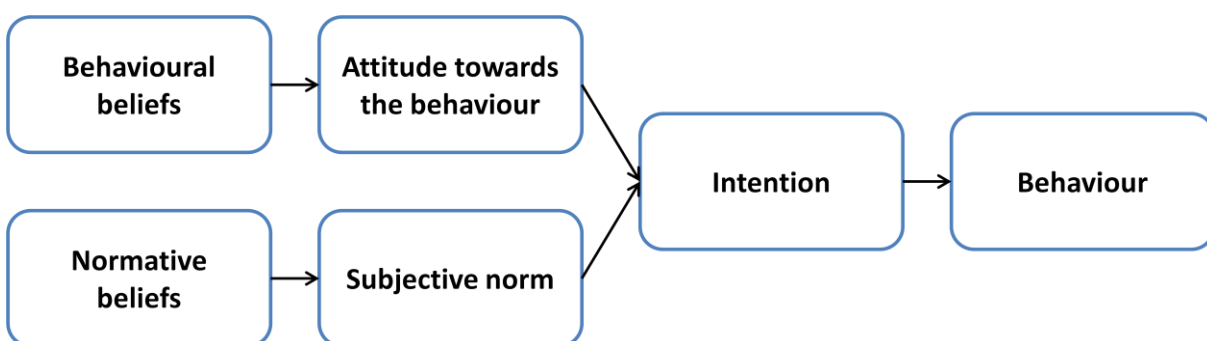 Behavioural
beliefs
Attitude towards
the behaviour
Intention
Behaviour
Normative
beliefs
Subjective norm